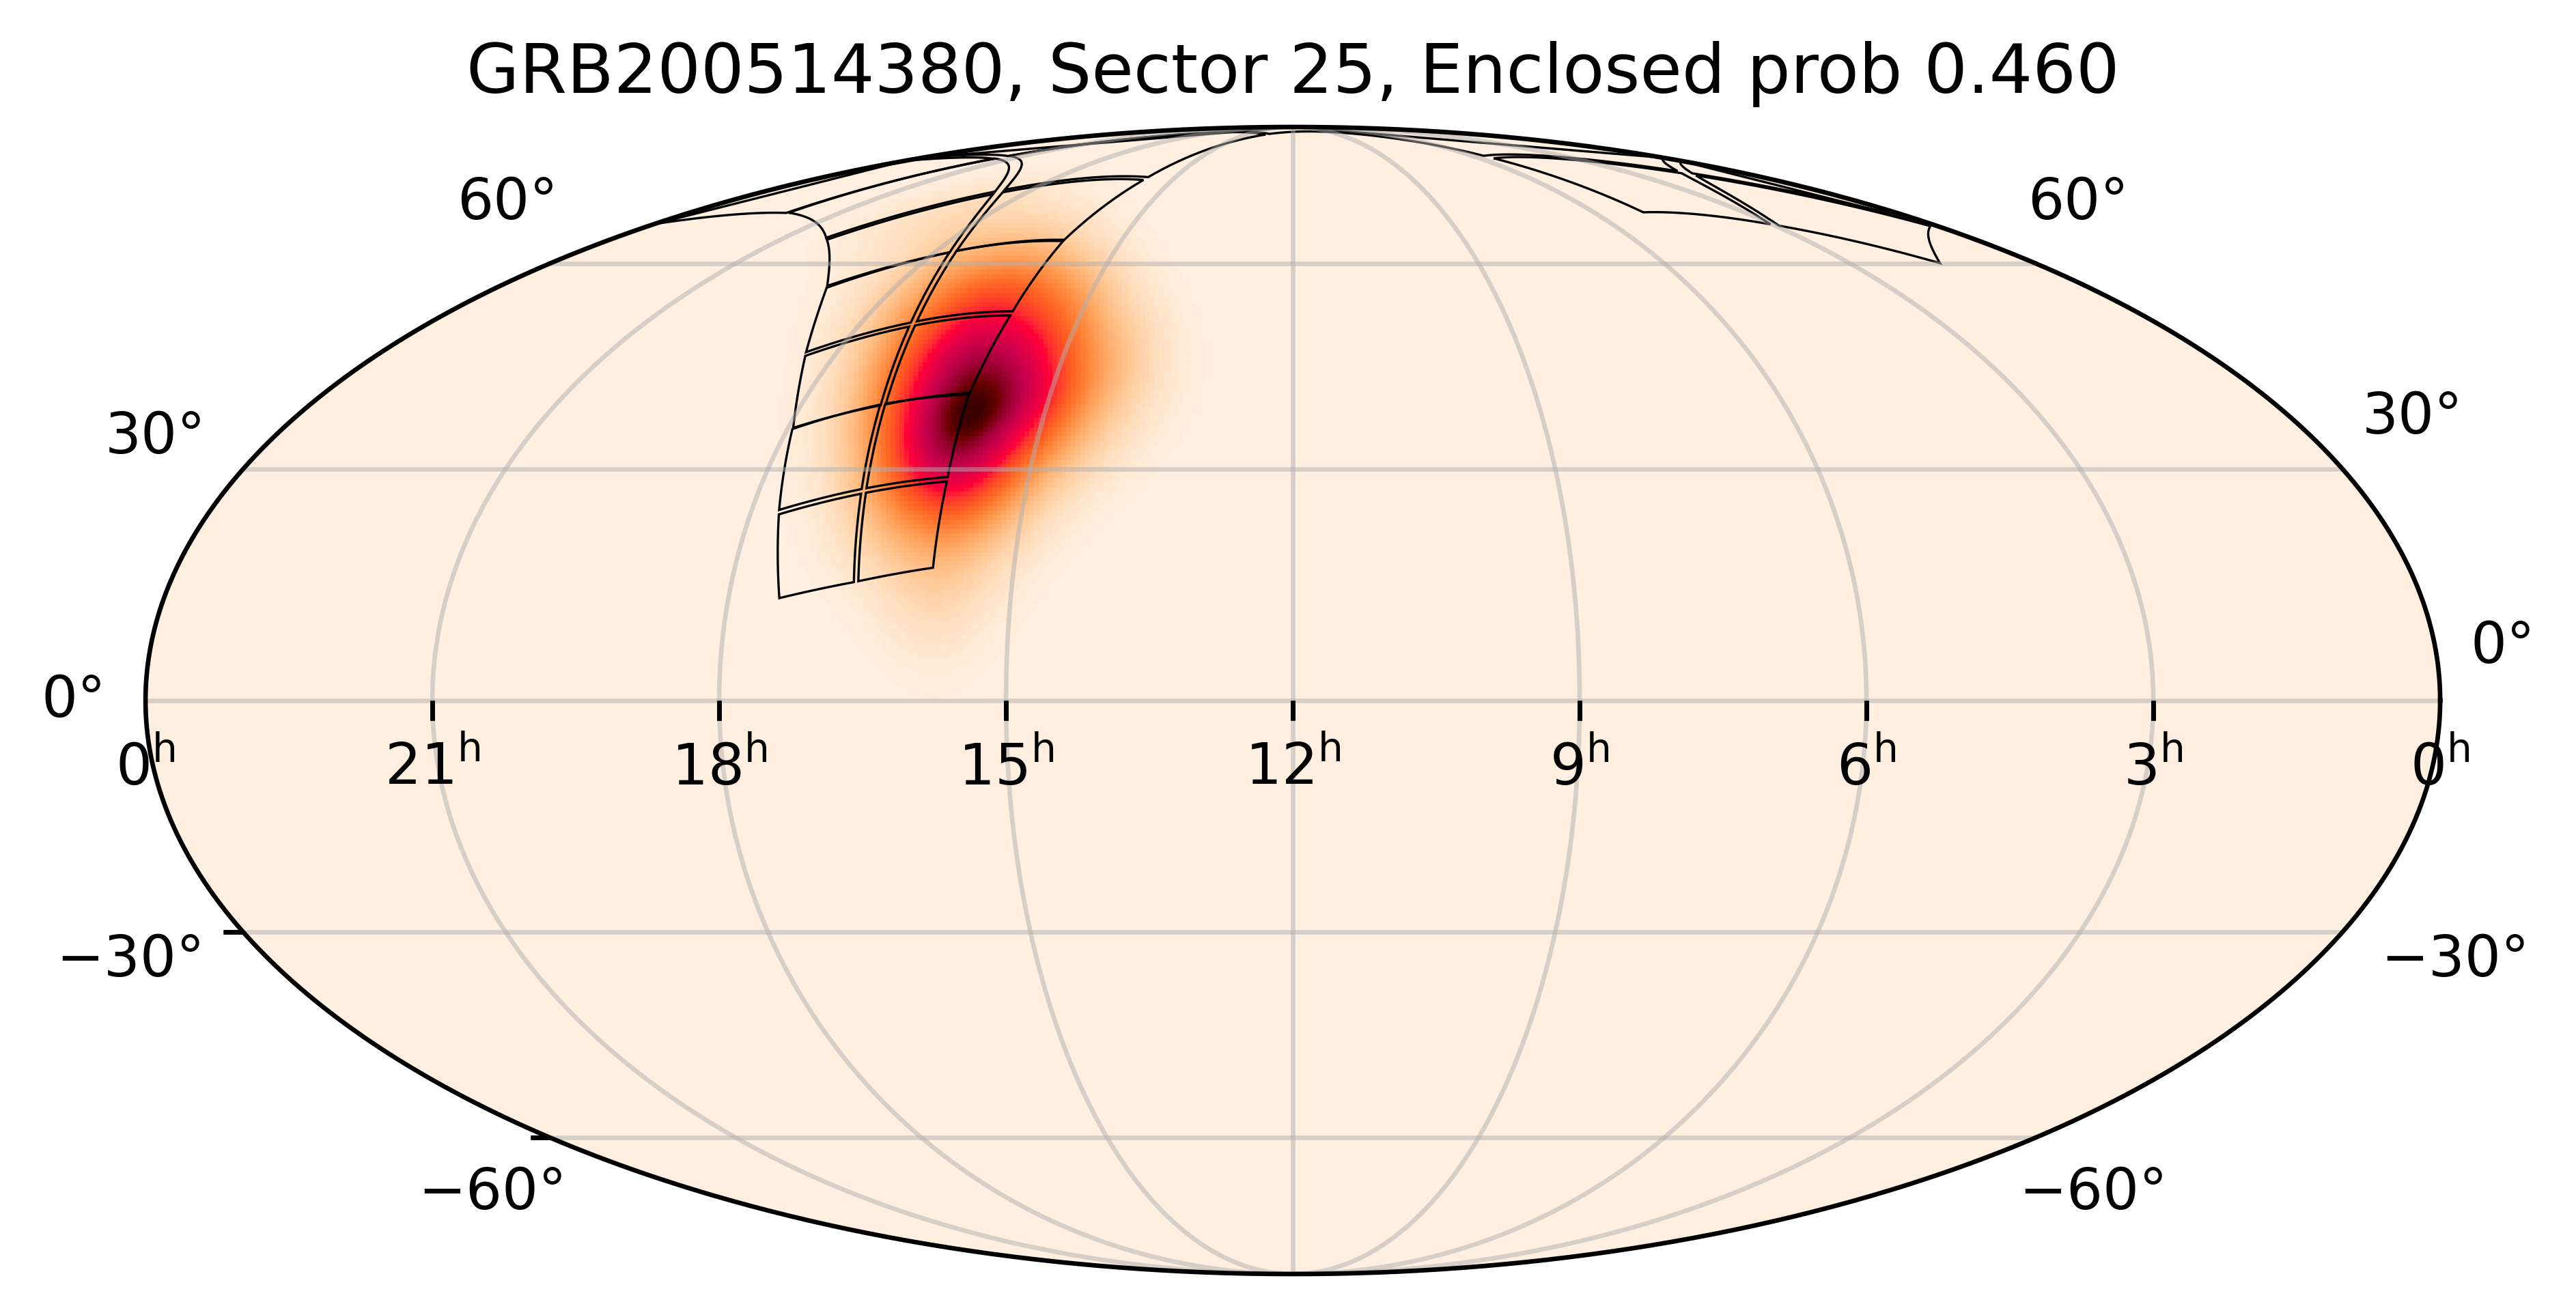 GRB200514380, Sector 25, Enclosed prob 0.460
60° 60°
30° 30°
0° 0°
0ʰ 21ʰ 18ʰ 15ʰ 12ʰ 9ʰ 6ʰ 3ʰ 0ʰ
−30° −30°
−60° −60°